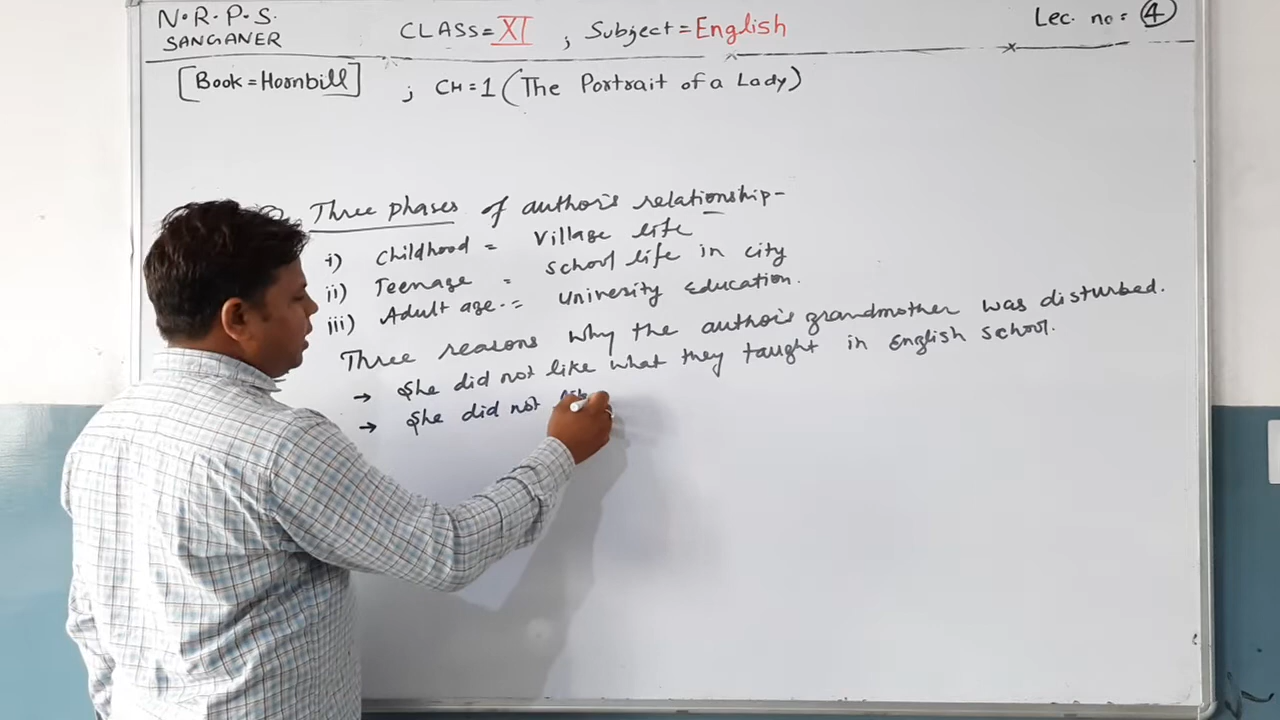 N.R.P.S.
SANGANER
CLASS = XI ; Subject = English
Lec. no: 4
[Book = Hornbill] ; CH = 1 (The Portrait of a Lady)
Three phases of author's relationship-
i) Childhood = Village life
ii) Teenage = School life in city
iii) Adult age. = University Education.
Three reasons why the author's grandmother was disturbed.
→ She did not like what they taught in English school.
→ She did not